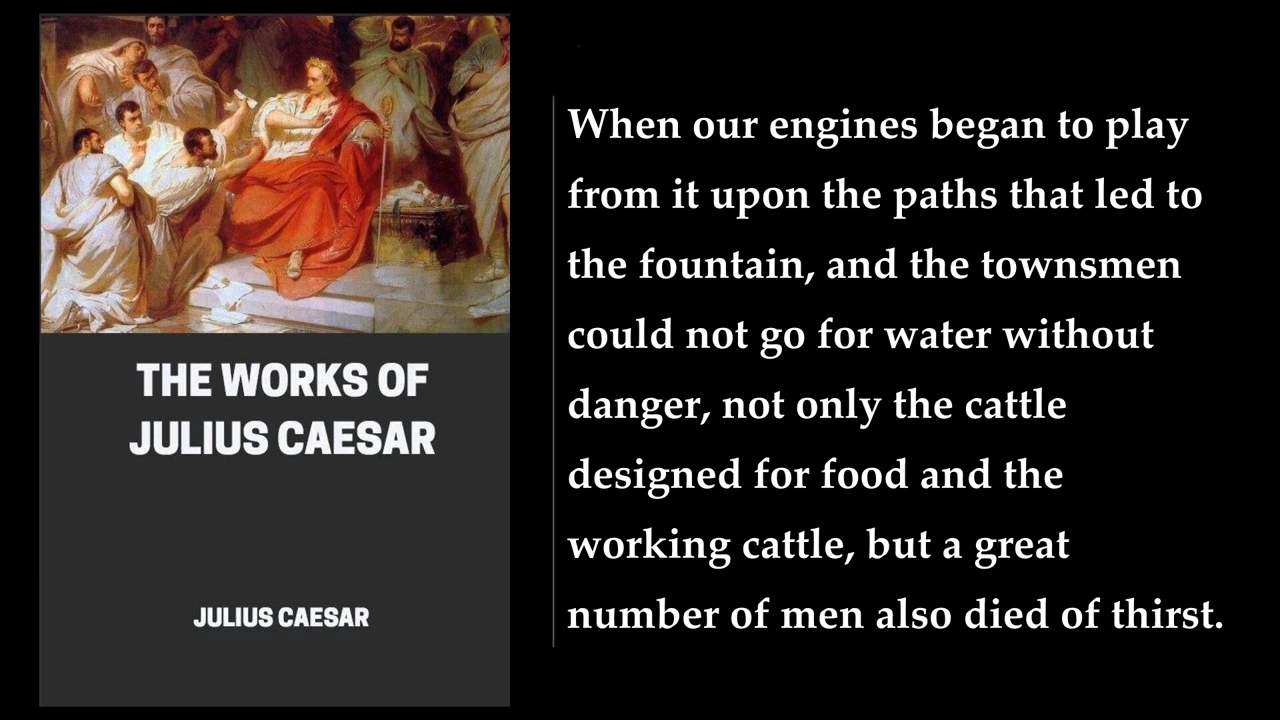 THE WORKS OF
JULIUS CAESAR
JULIUS CAESAR
When our engines began to play
from it upon the paths that led to
the fountain, and the townsmen
could not go for water without
danger, not only the cattle
designed for food and the
working cattle, but a great
number of men also died of thirst.